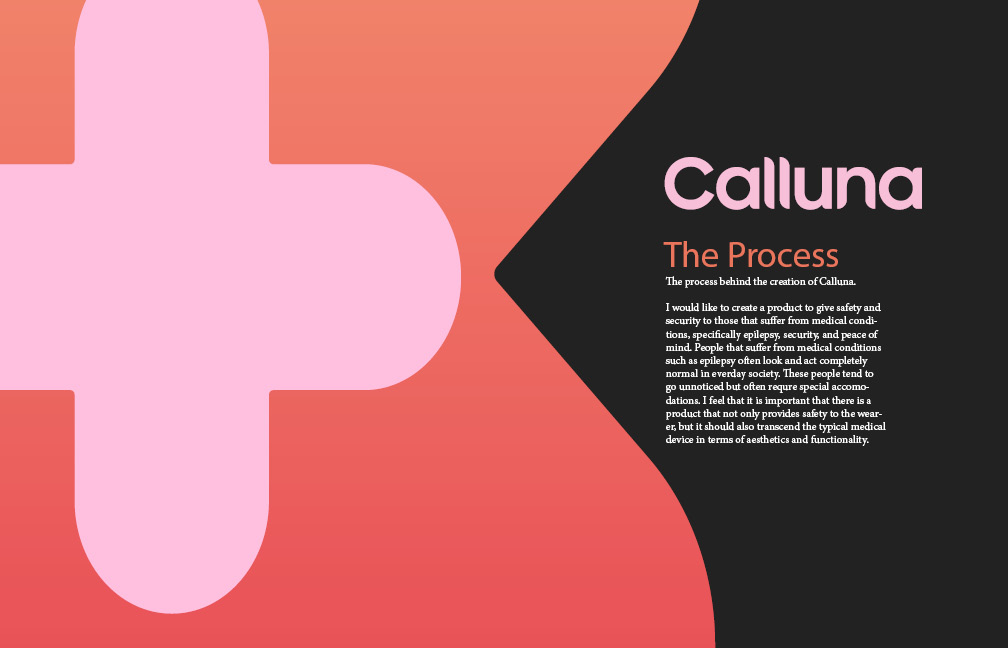 Calluna
The Process
The process behind the creation of Calluna.
I would like to create a product to give safety and
security to those that suffer from medical condi-
tions, specifically epilepsy, security, and peace of
mind. People that suffer from medical conditions
such as epilepsy often look and act completely
normal in everday society. These people tend to
go unnoticed but often requre special accomo-
dations. I feel that it is important that there is a
product that not only provides safety to the wear-
er, but it should also transcend the typical medical
device in terms of aesthetics and functionality.